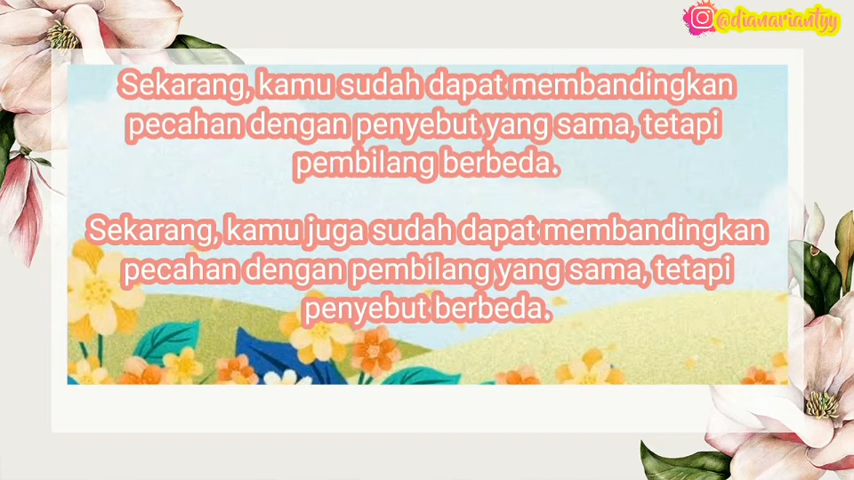 @dianariantyy
Sekarang, kamu sudah dapat membandingkan
pecahan dengan penyebut yang sama, tetapi
pembilang berbeda.
Sekarang, kamu juga sudah dapat membandingkan
pecahan dengan pembilang yang sama, tetapi
penyebut berbeda.